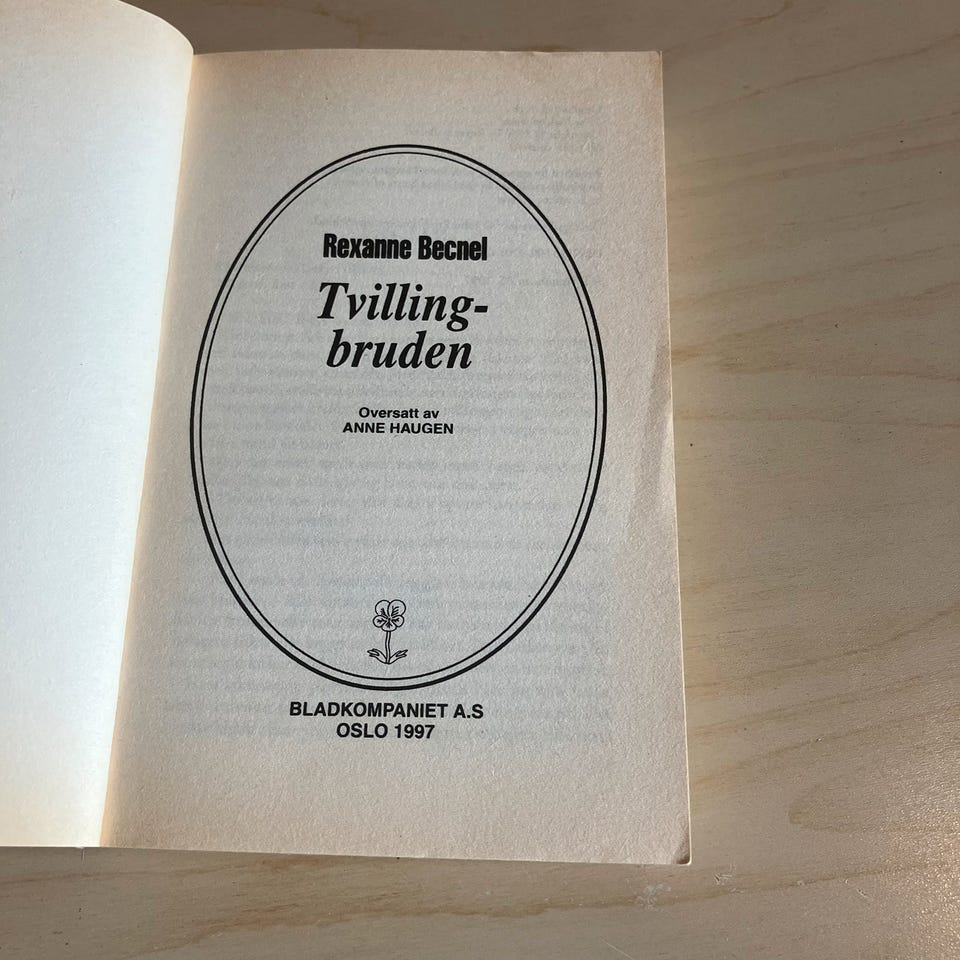 Rexanne Becnel
Tvilling-
bruden
Oversatt av
ANNE HAUGEN
BLADKOMPANIET A.S
OSLO 1997